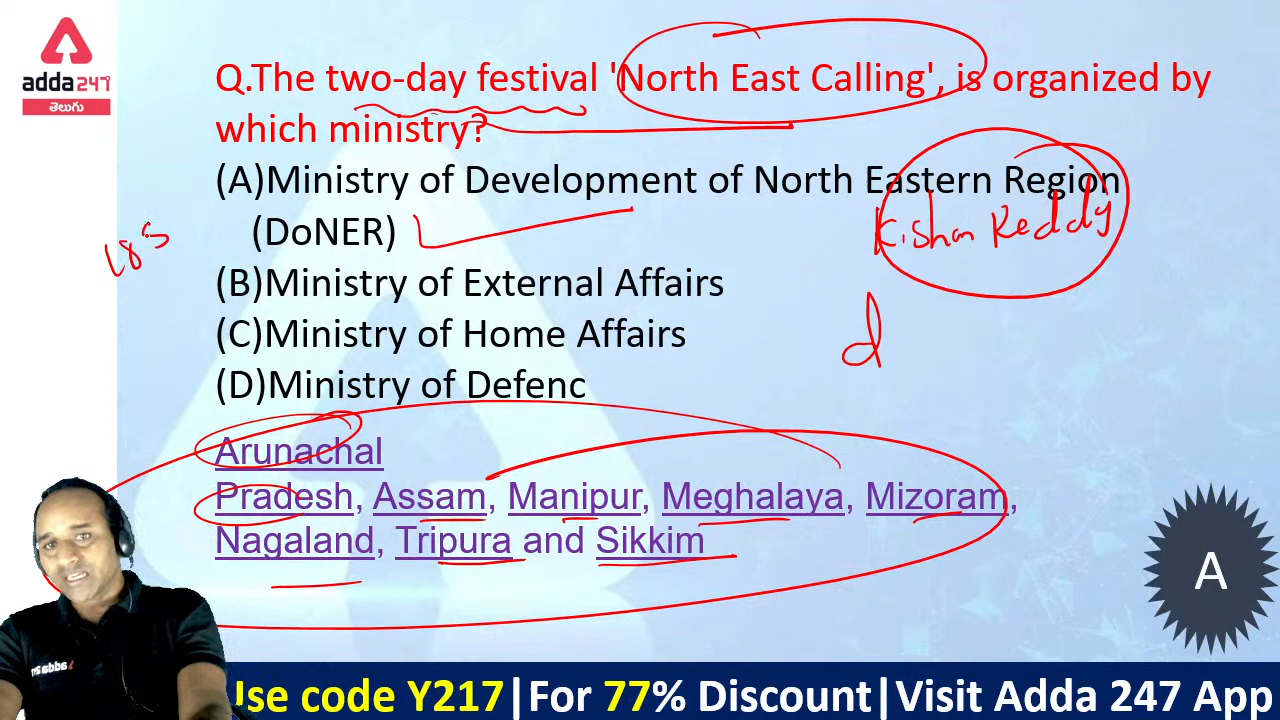 adda247
తెలుగు
Q.The two-day festival 'North East Calling', is organized by
which ministry?
(A)Ministry of Development of North Eastern Region
(DoNER)
Kishan Reddy
(B)Ministry of External Affairs
(C)Ministry of Home Affairs
d
(D)Ministry of Defenc
Arunachal
Pradesh, Assam, Manipur, Meghalaya, Mizoram,
Nagaland, Tripura and Sikkim
A
Use code Y217|For 77% Discount|Visit Adda 247 App